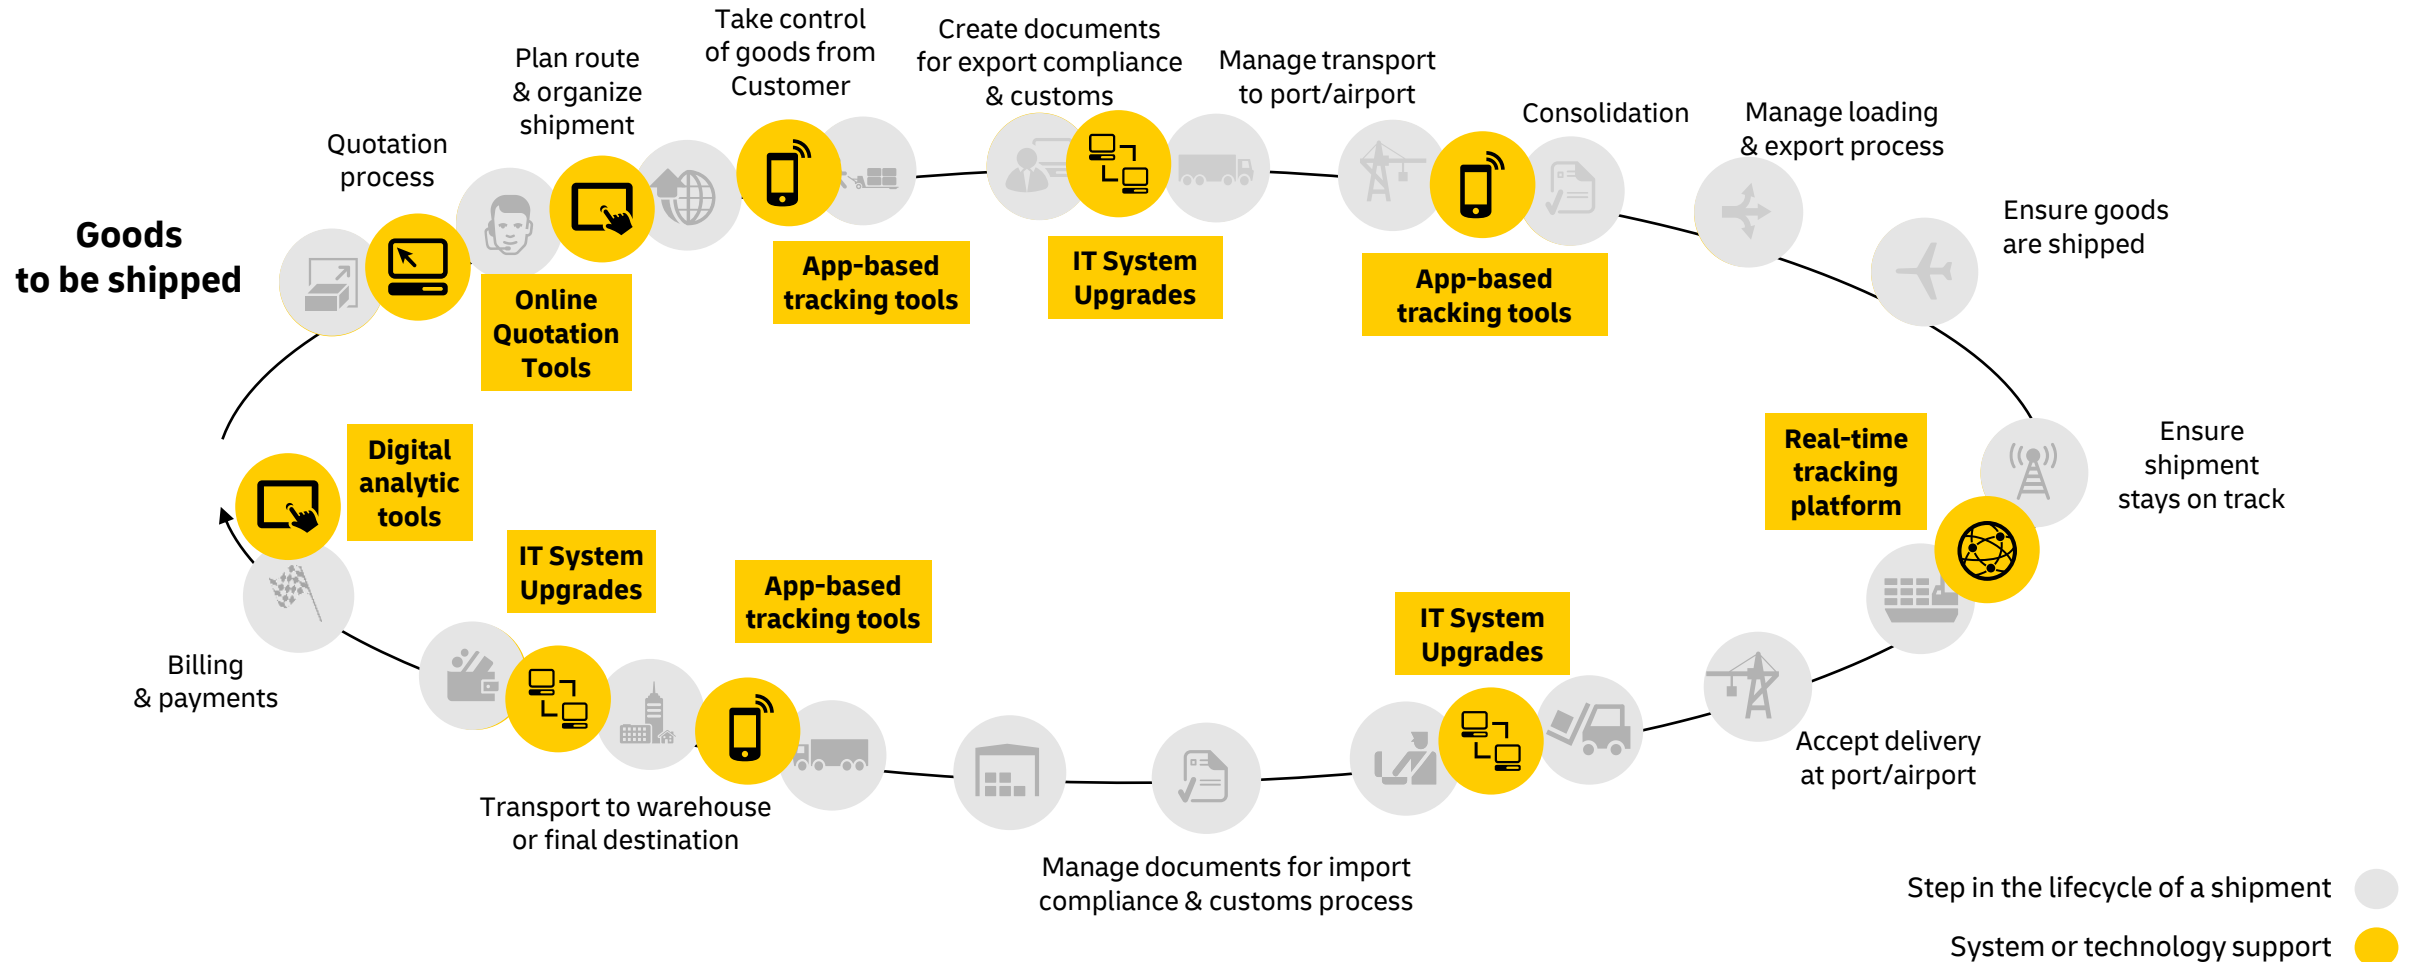 Goods
to be shipped
Quotation
process
Plan route
& organize
shipment
Take control
of goods from
Customer
Create documents
for export compliance
& customs
Manage transport
to port/airport
Consolidation
Manage loading
& export process
Ensure goods
are shipped
Online
Quotation
Tools
App-based
tracking tools
IT System
Upgrades
App-based
tracking tools
Real-time
tracking
platform
Ensure
shipment
stays on track
Digital
analytic
tools
IT System
Upgrades
App-based
tracking tools
IT System
Upgrades
Billing
& payments
Transport to warehouse
or final destination
Manage documents for import
compliance & customs process
Accept delivery
at port/airport
Step in the lifecycle of a shipment
System or technology support